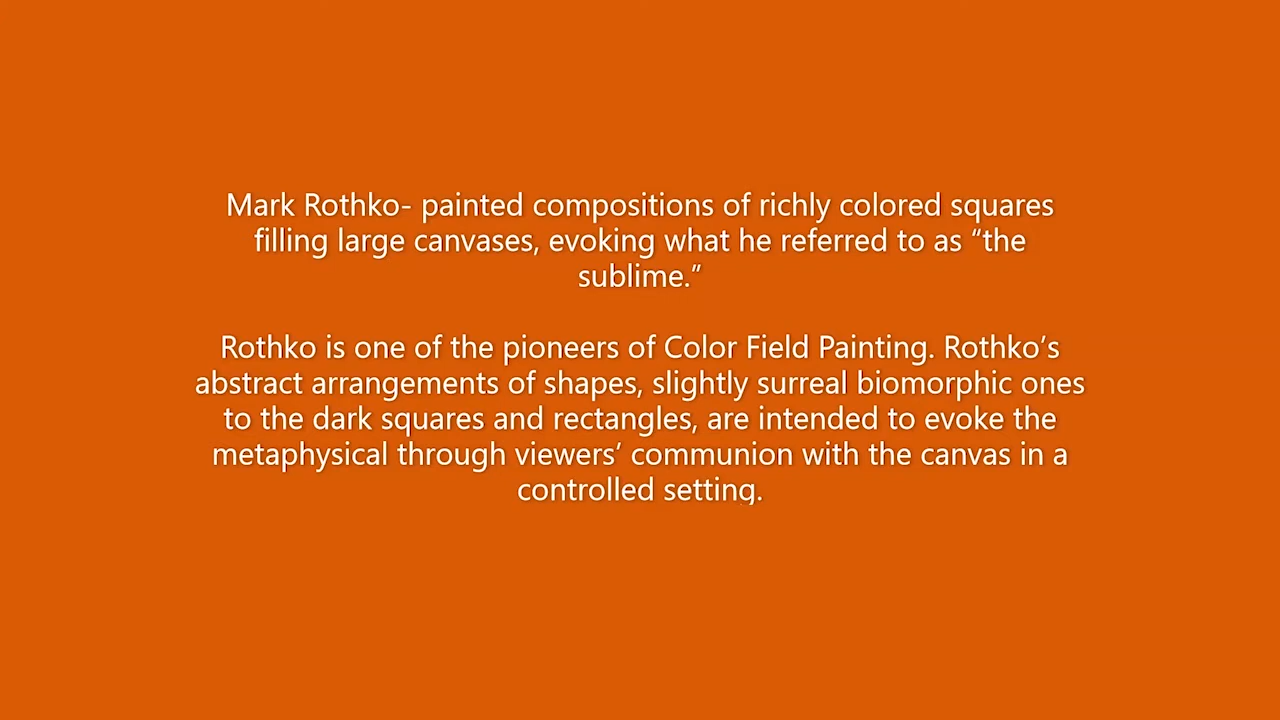 Mark Rothko- painted compositions of richly colored squares
filling large canvases, evoking what he referred to as “the
sublime.”
Rothko is one of the pioneers of Color Field Painting. Rothko’s
abstract arrangements of shapes, slightly surreal biomorphic ones
to the dark squares and rectangles, are intended to evoke the
metaphysical through viewers’ communion with the canvas in a
controlled setting.